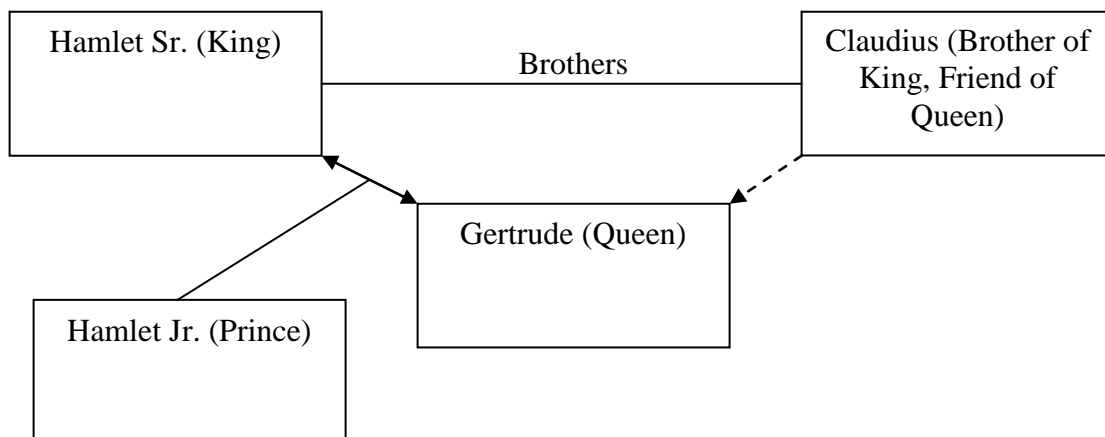 Hamlet Sr. (King)
Brothers
Claudius (Brother of
King, Friend of
Queen)
Gertrude (Queen)
Hamlet Jr. (Prince)